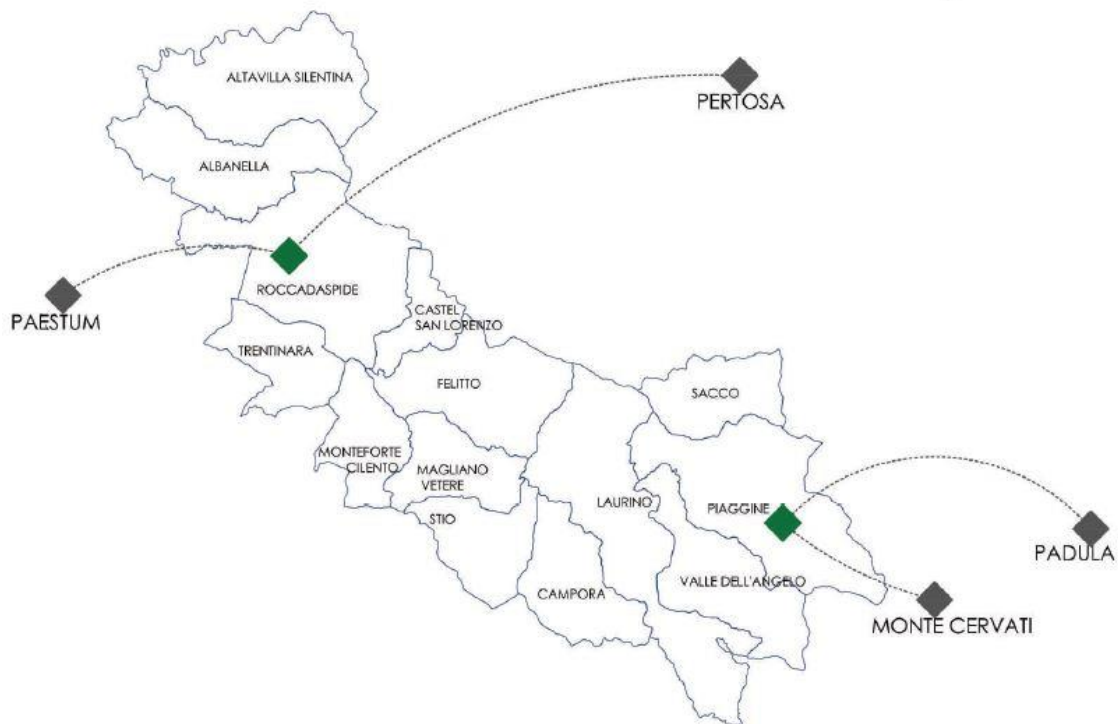 ALTAVILLA SILENTINA
PERTOSA
ALBANELLA
ROCCADASPIDE
PAESTUM
CASTEL
SAN LORENZO
TRENTINARA
FELITTO
SACCO
MONTEFORTE
CILENTO
MAGLIANO
VETERE
LAURINO
PIAGGINE
STIO
PADULA
VALLE DELL'ANGELO
CAMPORA
MONTE CERVATI